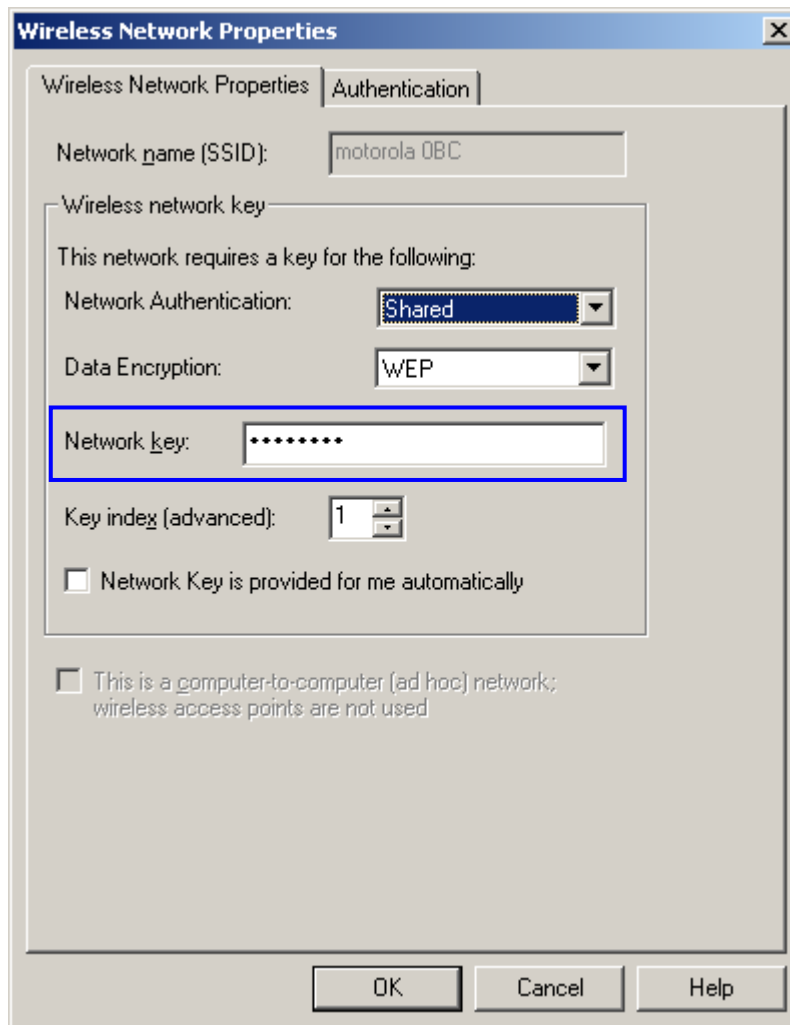 Wireless Network Properties
Wireless Network Properties Authentication
Network name (SSID): motorola 0BC
Wireless network key
This network requires a key for the following:
Network Authentication: Shared
Data Encryption: WEP
Network key: ••••••••
Key index (advanced): 1
Network Key is provided for me automatically
This is a computer-to-computer (ad hoc) network;
wireless access points are not used
OK Cancel Help